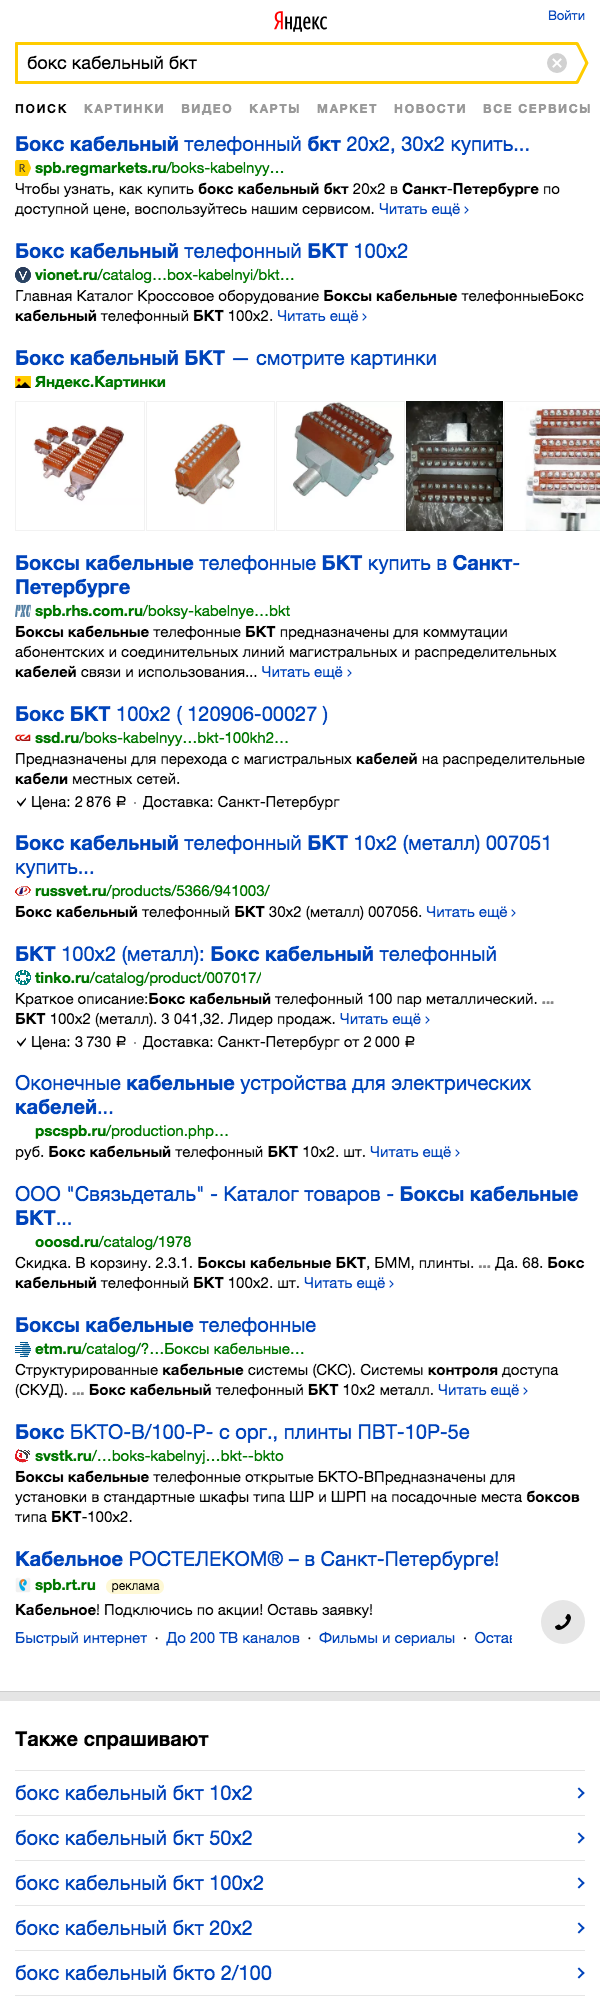 Яндекс
Войти
бокс кабельный бкт
ПОИСК КАРТИНКИ ВИДЕО КАРТЫ МАРКЕТ НОВОСТИ ВСЕ СЕРВИСЫ
Бокс кабельный телефонный бкт 20х2, 30х2 купить...
spb.regmarkets.ru/boks-kabelnyy…
Чтобы узнать, как купить бокс кабельный бкт 20х2 в Санкт-Петербурге по
доступной цене, воспользуйтесь нашим сервисом. Читать ещё ›
Бокс кабельный телефонный БКТ 100х2
vionet.ru/catalog…box-kabelnyi/bkt…
Главная Каталог Кроссовое оборудование Боксы кабельные телефонныеБокс
кабельный телефонный БКТ 100х2. Читать ещё ›
Бокс кабельный БКТ — смотрите картинки
Яндекс.Картинки
Боксы кабельные телефонные БКТ купить в Санкт-
Петербурге
spb.rhs.com.ru/boksy-kabelnye…bkt
Боксы кабельные телефонные БКТ предназначены для коммутации
абонентских и соединительных линий магистральных и распределительных
кабелей связи и использования... Читать ещё ›
Бокс БКТ 100х2 ( 120906-00027 )
ssd.ru/boks-kabelnyy…bkt-100kh2…
Предназначены для перехода с магистральных кабелей на распределительные
кабели местных сетей.
✓ Цена: 2 876 ₽ · Доставка: Санкт-Петербург
Бокс кабельный телефонный БКТ 10х2 (металл) 007051
купить...
russvet.ru/products/5366/941003/
Бокс кабельный телефонный БКТ 30х2 (металл) 007056. Читать ещё ›
БКТ 100х2 (металл): Бокс кабельный телефонный
tinko.ru/catalog/product/007017/
Краткое описание:Бокс кабельный телефонный 100 пар металлический. ...
БКТ 100х2 (металл). 3 041,32. Лидер продаж. Читать ещё ›
✓ Цена: 3 730 ₽ · Доставка: Санкт-Петербург от 2 000 ₽
Оконечные кабельные устройства для электрических
кабелей...
pscspb.ru/production.php…
руб. Бокс кабельный телефонный БКТ 10х2. шт. Читать ещё ›
ООО "Связьдеталь" - Каталог товаров - Боксы кабельные
БКТ...
ooosd.ru/catalog/1978
Скидка. В корзину. 2.3.1. Боксы кабельные БКТ, БММ, плинты. ... Да. 68. Бокс
кабельный телефонный БКТ 100х2. шт. Читать ещё ›
Боксы кабельные телефонные
etm.ru/catalog/?…Боксы кабельные…
Структурированные кабельные системы (СКС). Системы контроля доступа
(СКУД). ... Бокс кабельный телефонный БКТ 10х2 металл. Читать ещё ›
Бокс БКТО-В/100-Р- с орг., плинты ПВТ-10Р-5е
svstk.ru/…boks-kabelnyj…bkt--bkto
Боксы кабельные телефонные открытые БКТО-ВПредназначены для
установки в стандартные шкафы типа ШР и ШРП на посадочные места боксов
типа БКТ-100х2.
Кабельное РОСТЕЛЕКОМ® – в Санкт-Петербурге!
spb.rt.ru реклама
Кабельное! Подключись по акции! Оставь заявку!
Быстрый интернет · До 200 ТВ каналов · Фильмы и сериалы · Остав
Также спрашивают
бокс кабельный бкт 10х2
бокс кабельный бкт 50х2
бокс кабельный бкт 100х2
бокс кабельный бкт 20х2
бокс кабельный бкто 2/100